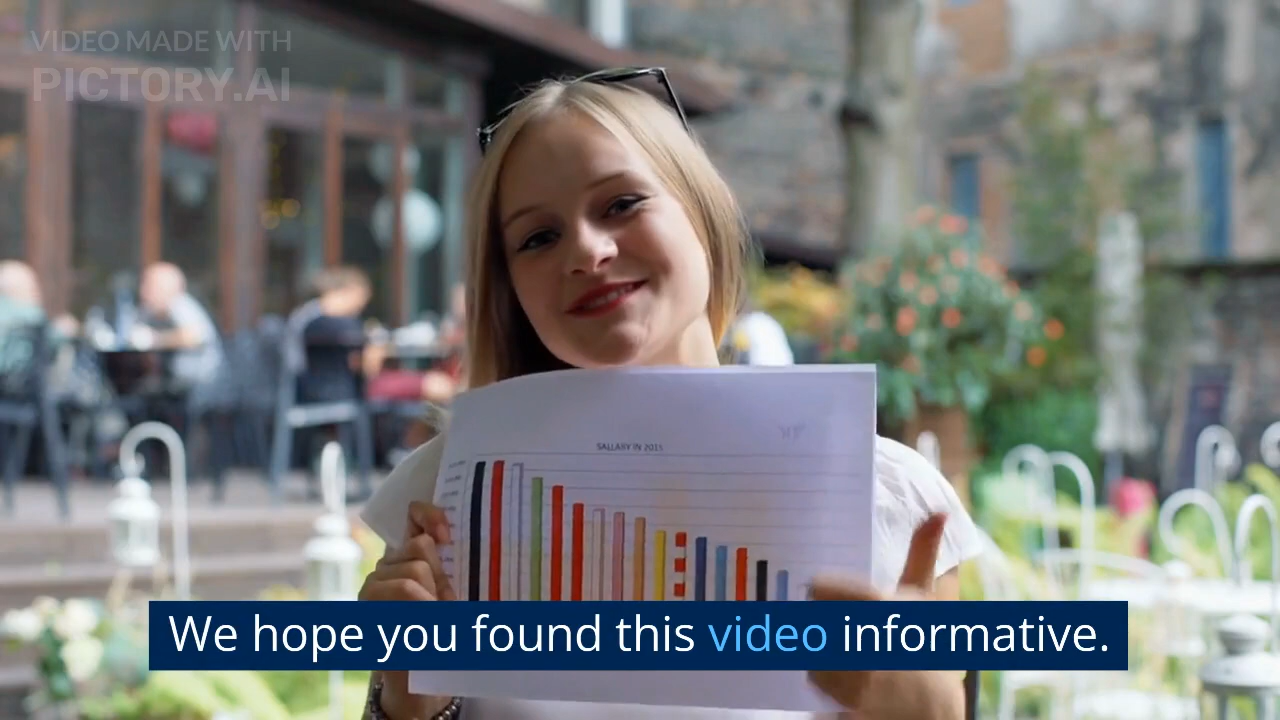 VIDEO MADE WITH
PICTORY.AI
SALLARY IN 2015
We hope you found this video informative.